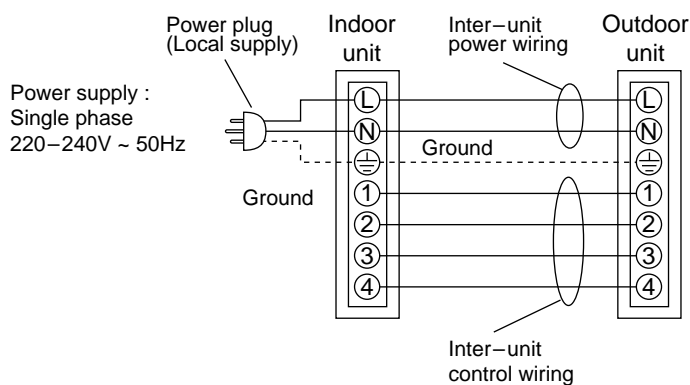 Power plug
(Local supply)
Indoor
unit
Inter-unit
power wiring
Outdoor
unit
Power supply :
Single phase
220-240V ~ 50Hz
L
L
N
N
Ground
Ground
1
1
2
2
3
3
4
4
Inter-unit
control wiring